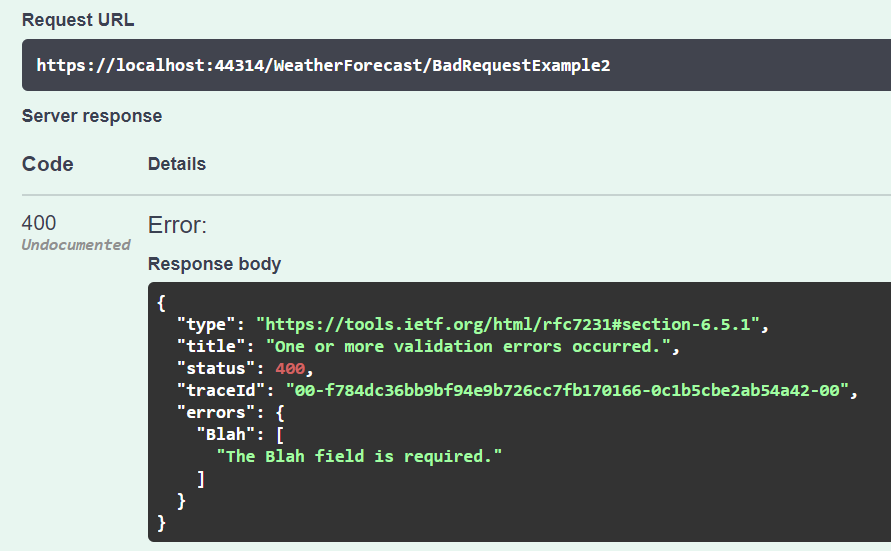 Request URL
https://localhost:44314/WeatherForecast/BadRequestExample2
Server response
Code Details
400 Error:
Undocumented
Response body
{
  "type": "https://tools.ietf.org/html/rfc7231#section-6.5.1",
  "title": "One or more validation errors occurred.",
  "status": 400,
  "traceId": "00-f784dc36bb9bf94e9b726cc7fb170166-0c1b5cbe2ab54a42-00",
  "errors": {
    "Blah": [
      "The Blah field is required."
    ]
  }
}